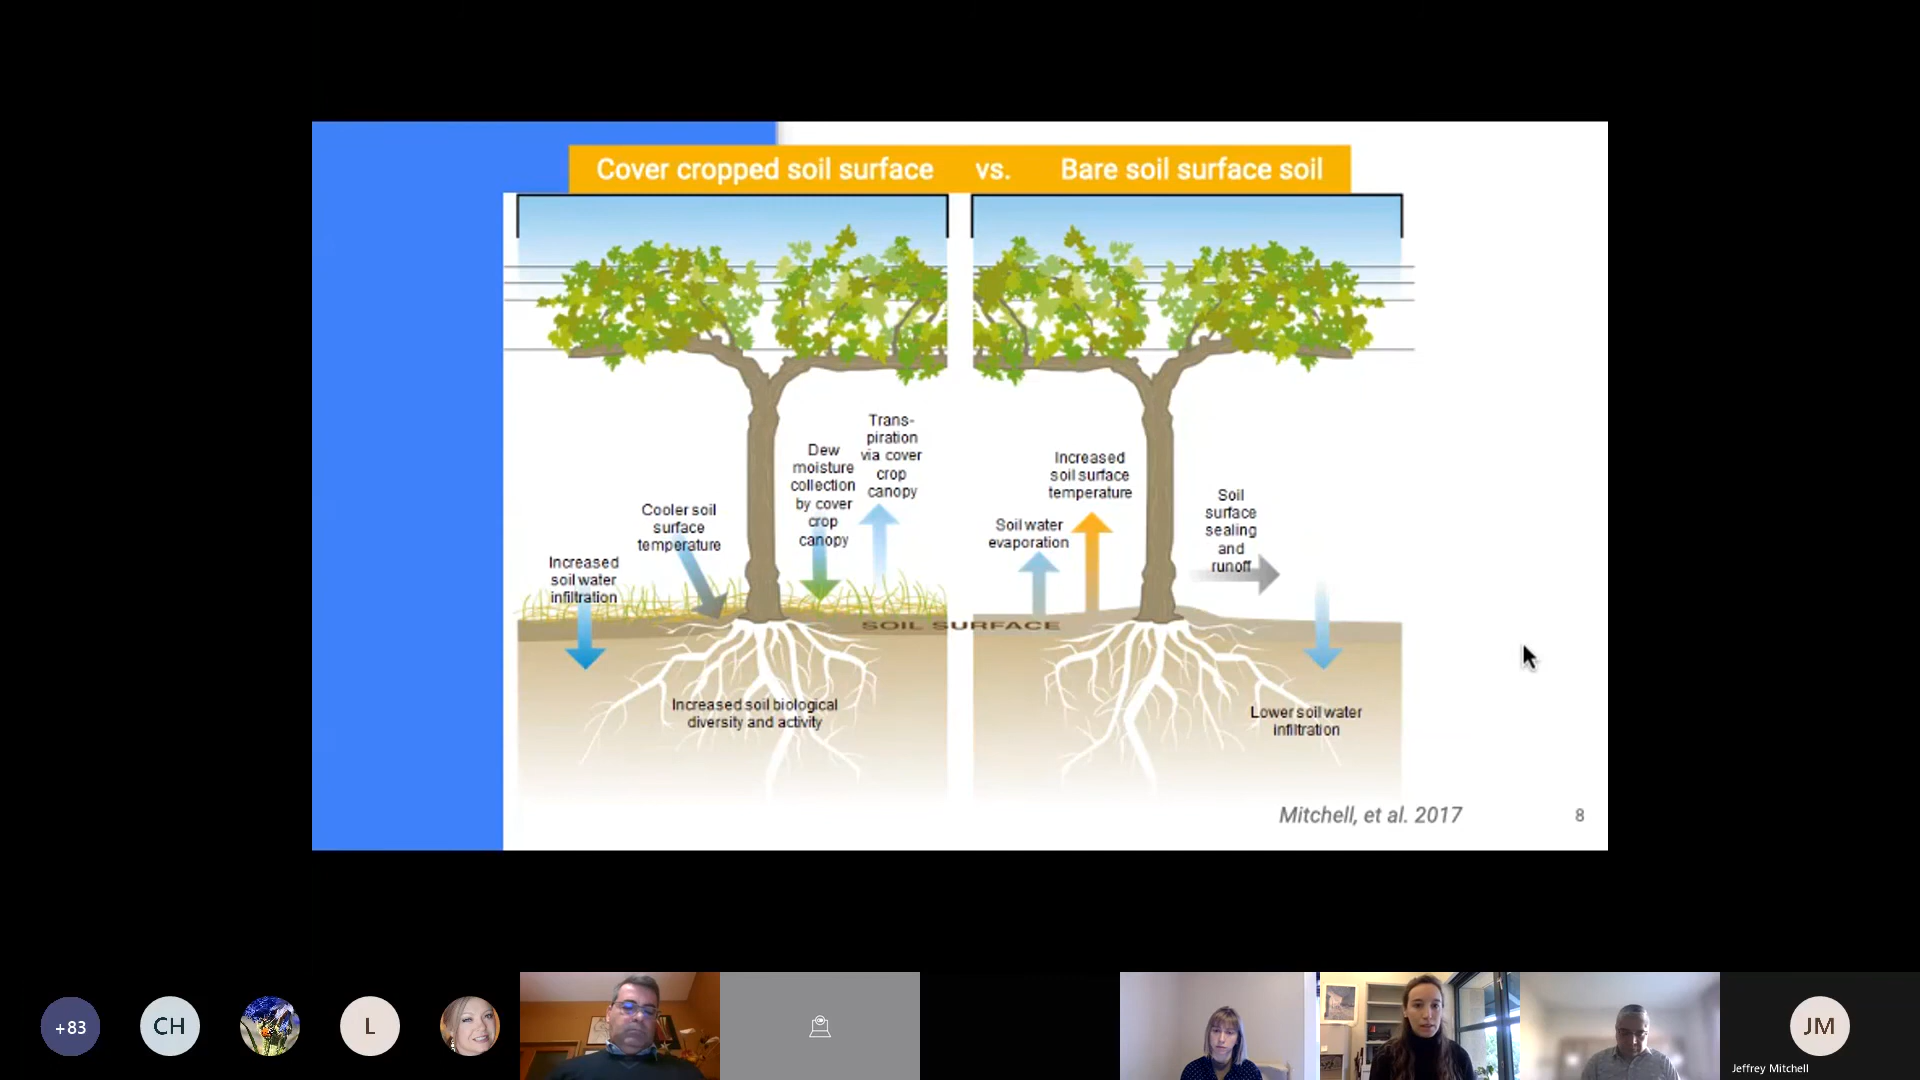 Cover cropped soil surface vs. Bare soil surface soil
Trans-
piration
via cover
crop
canopy
Dew
moisture
collection
by cover
crop
canopy
Cooler soil
surface
temperature
Increased
soil water
infiltration
Increased soil biological
diversity and activity
SOIL SURFACE
Increased
soil surface
temperature
Soil water
evaporation
Soil
surface
sealing
and
runoff
Lower soil water
infiltration
Mitchell, et al. 2017
8
+83
CH
L
JM
Jeffrey Mitchell